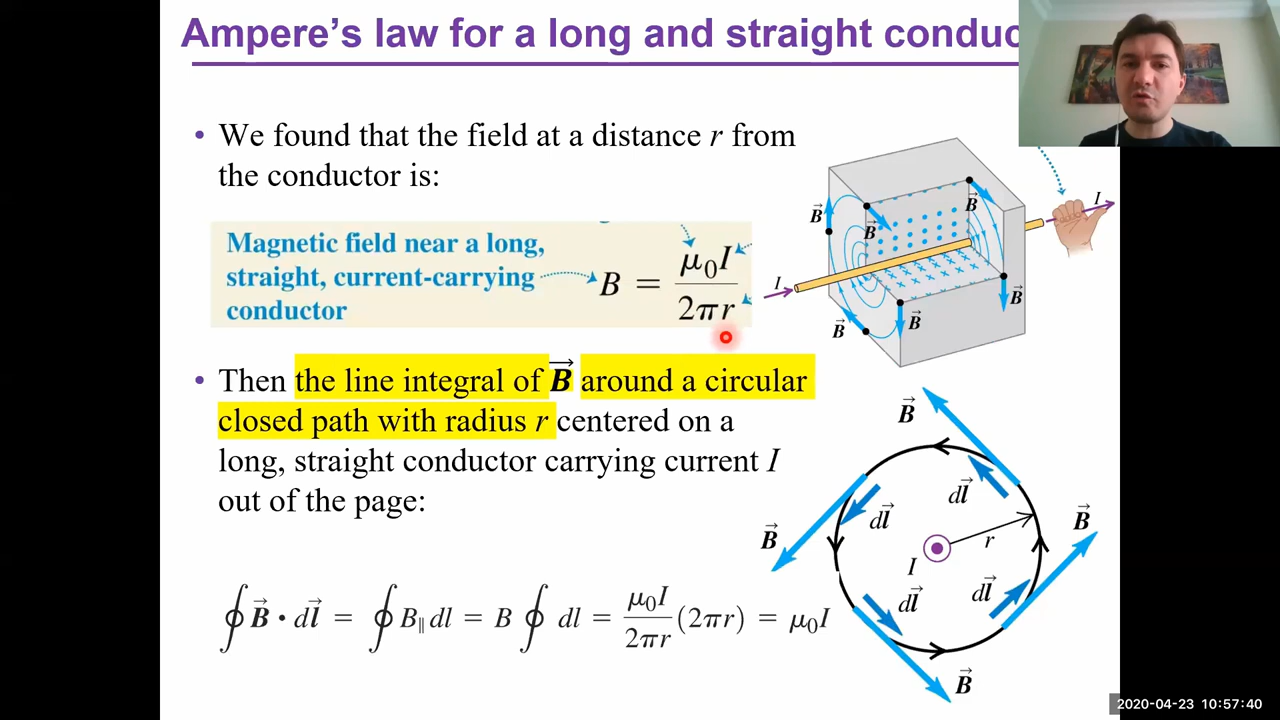 Ampere's law for a long and straight conduc
• We found that the field at a distance r from
the conductor is:
Magnetic field near a long,
straight, current-carrying
conductor
B = μ₀I / 2πr
• Then the line integral of B⃗ around a circular
closed path with radius r centered on a
long, straight conductor carrying current I
out of the page:
∮ B⃗ · dl⃗ = ∮ B∥ dl = B ∮ dl = μ₀I / 2πr (2πr) = μ₀I
B⃗
B⃗
B⃗
I
I
B⃗
B⃗
B⃗
B⃗
dl⃗
dl⃗
B⃗
B⃗
r
I
dl⃗
dl⃗
B⃗
2020-04-23 10:57:40